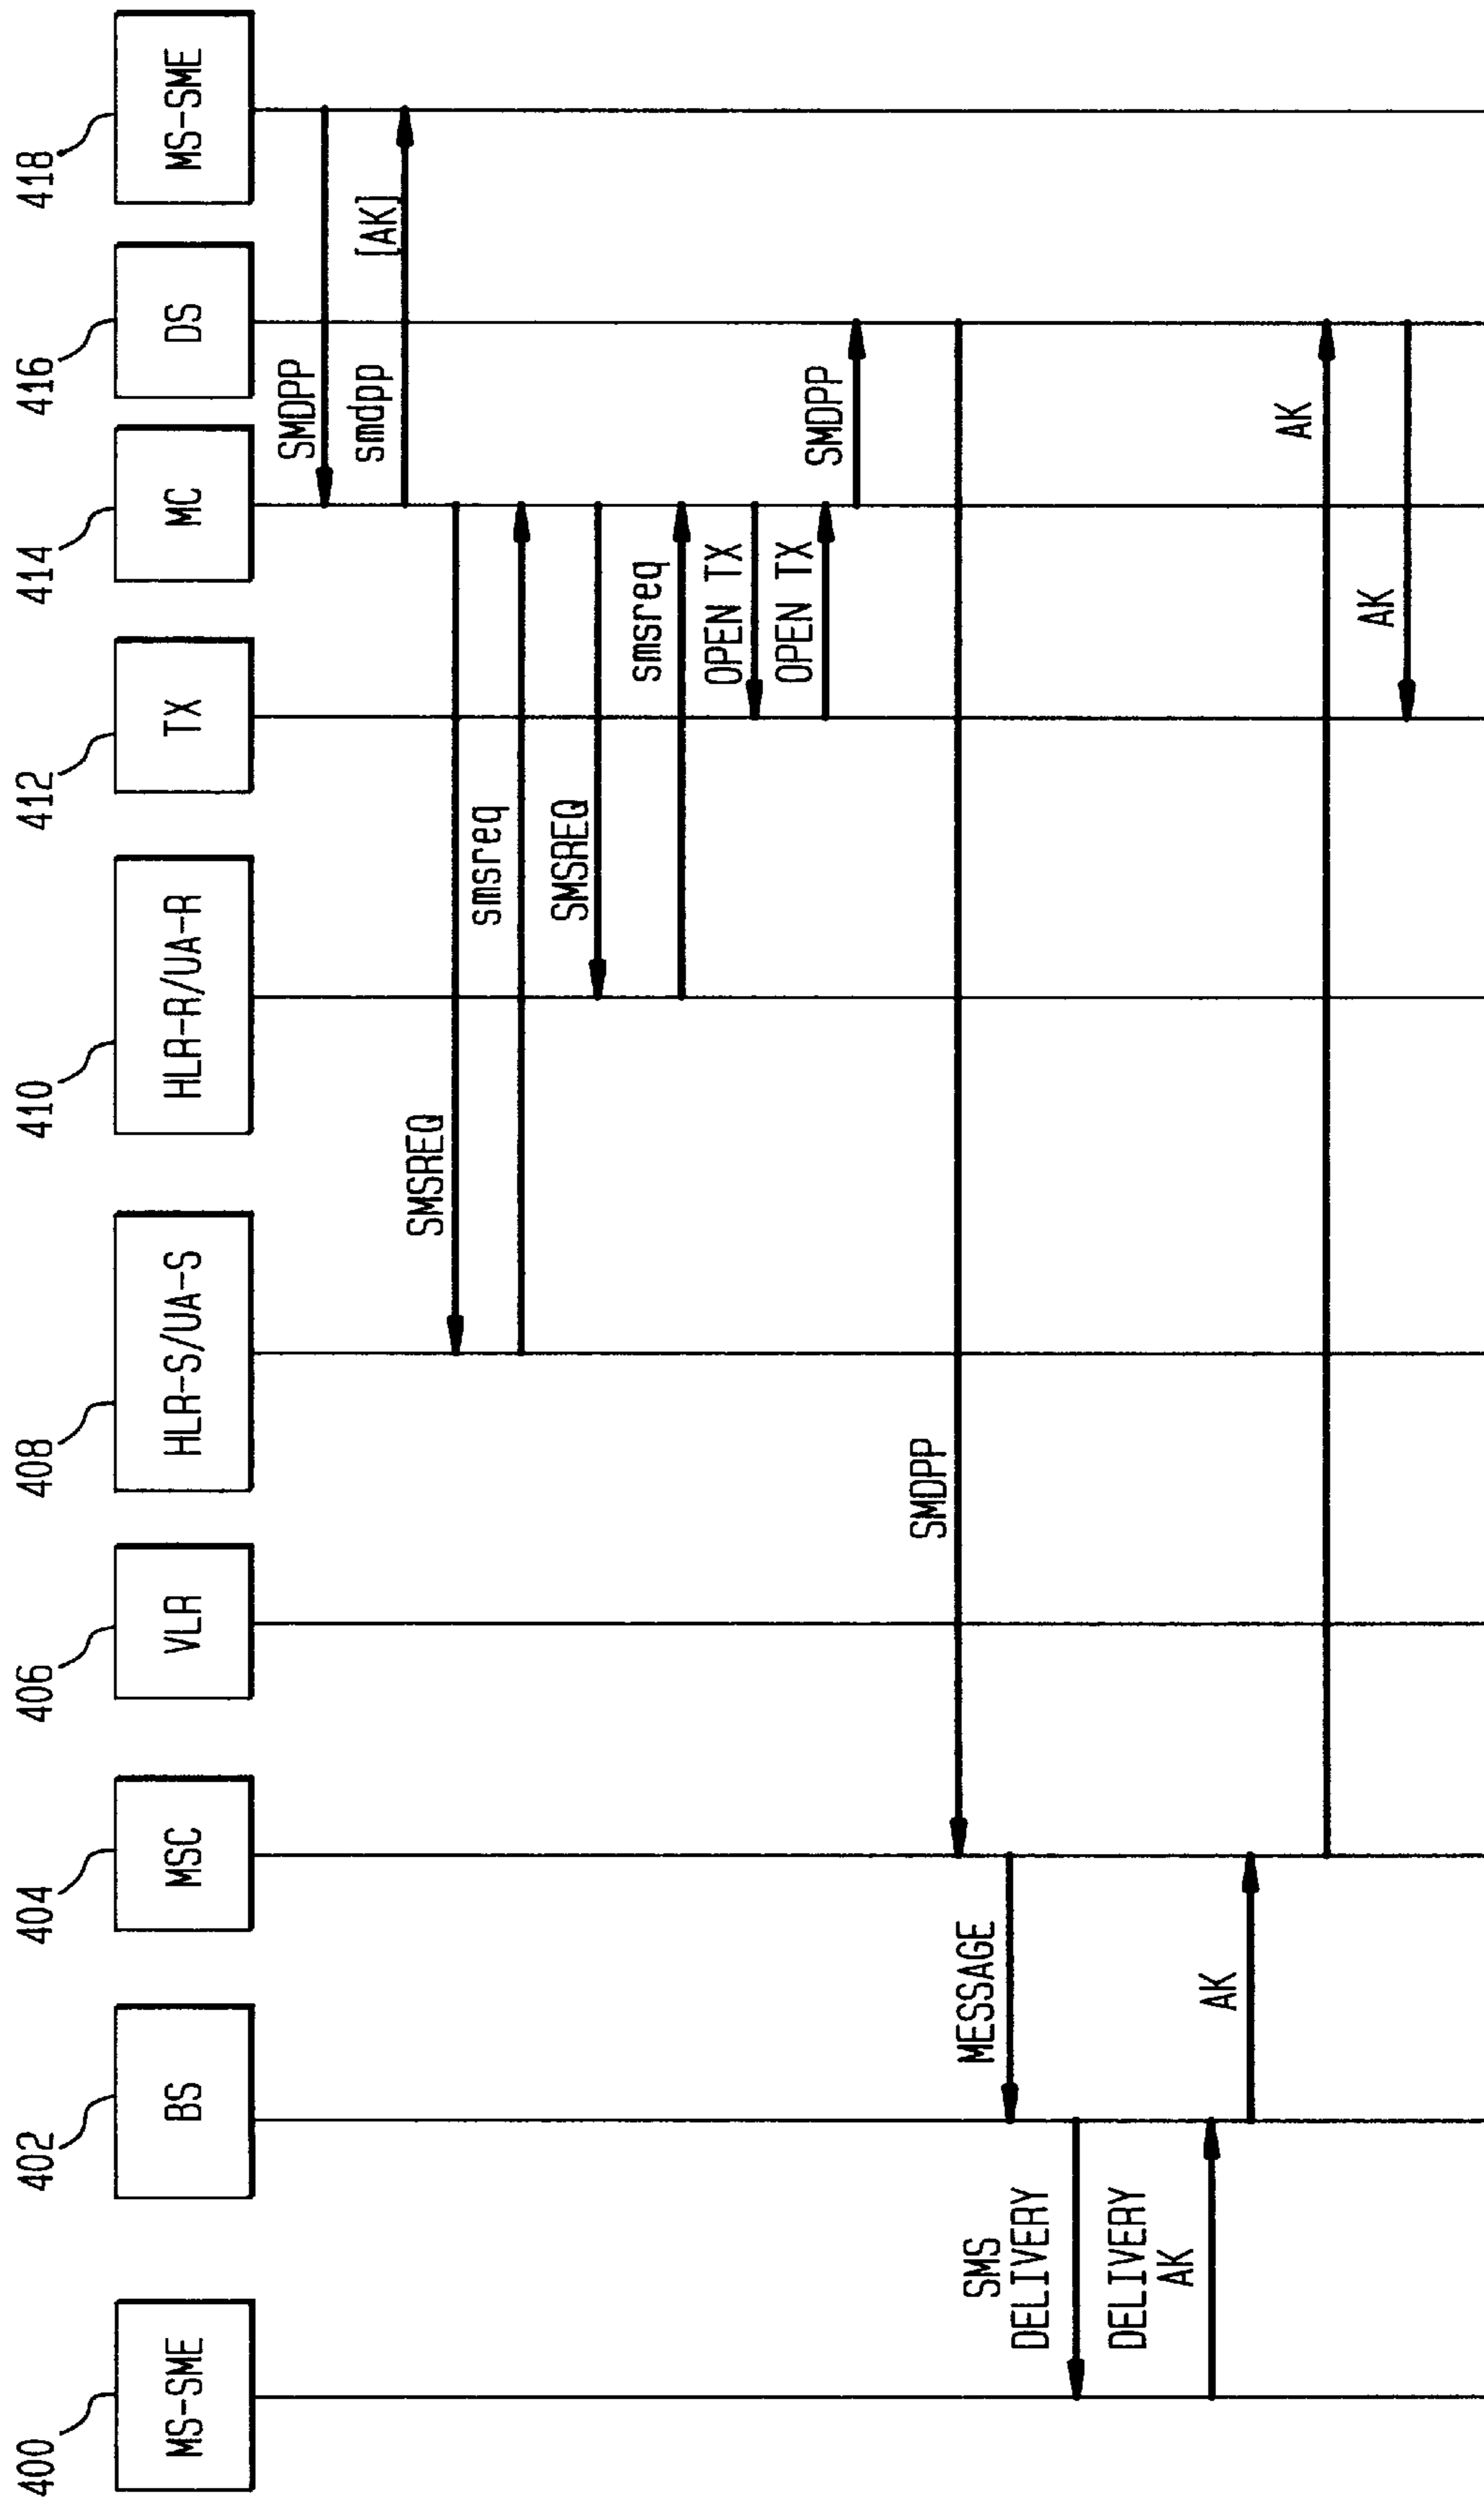 400
402
404
406
408
410
412
414
416
418
MS-SME
BS
MSC
VLR
HLR-S/UA-S
HLR-R/UA-R
TX
MC
DS
MS-SME
SMDPP
smdpp
[AK]
SMSREQ
smsreq
SMSREQ
smsreq
OPEN TX
OPEN TX
SMDPP
SMDPP
MESSAGE
SMS
DELIVERY
DELIVERY
AK
AK
AK
AK